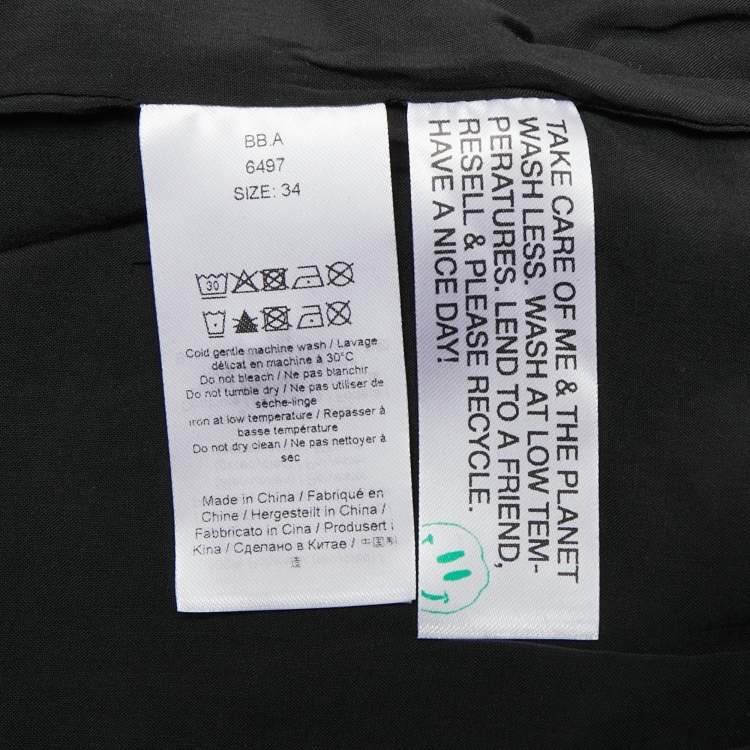 BB.A
6497
SIZE: 34
30
Cold gentle machine wash / Lavage
délicat en machine à 30°C
Do not bleach / Ne pas blanchir
Do not tumble dry / Ne pas utiliser de
sèche-linge
Iron at low temperature / Repasser à
basse température
Do not dry clean / Ne pas nettoyer à
sec
Made in China / Fabriqué en
Chine / Hergestellt in China /
Fabbricato in Cina / Produsert i
Kina / Сделано в Китае / 中国制
造
TAKE CARE OF ME & THE PLANET
WASH LESS. WASH AT LOW TEM-
PERATURES. LEND TO A FRIEND,
RESELL & PLEASE RECYCLE.
HAVE A NICE DAY!